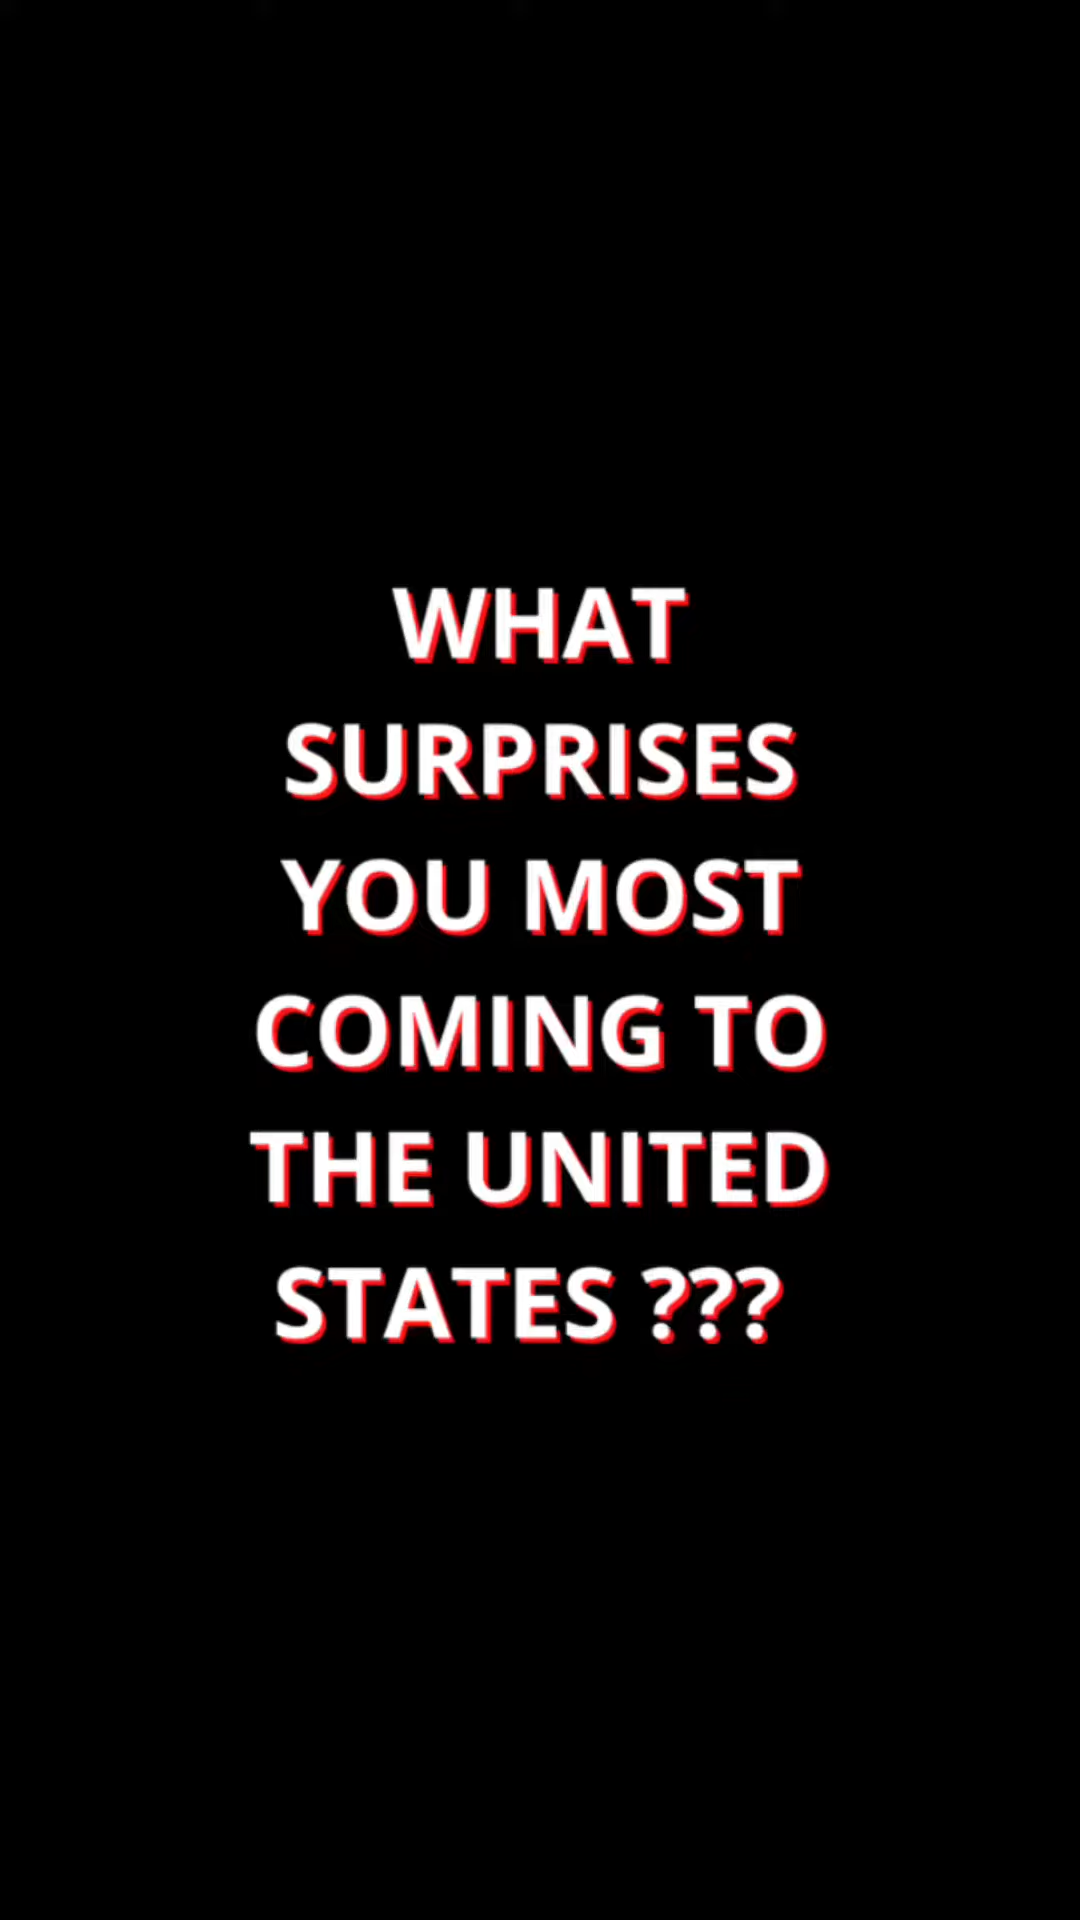 WHAT
SURPRISES
YOU MOST
COMING TO
THE UNITED
STATES ???